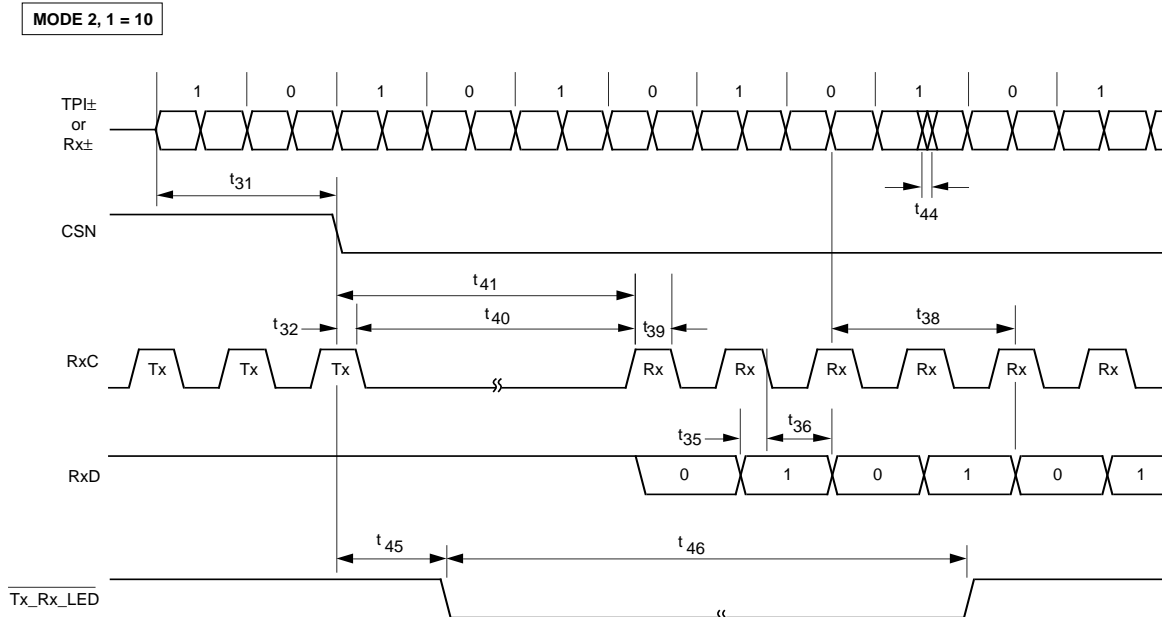 MODE 2, 1 = 10
1 0 1 0 1 0 1 0 1 0 1
TPI±
or
Rx±
t31
t44
CSN
t41
t32 t40 t39 t38
RxC Tx Tx Tx Rx Rx Rx Rx Rx Rx
t35 t36
RxD 0 1 0 1 0 1
t45 t46
Tx_Rx_LED